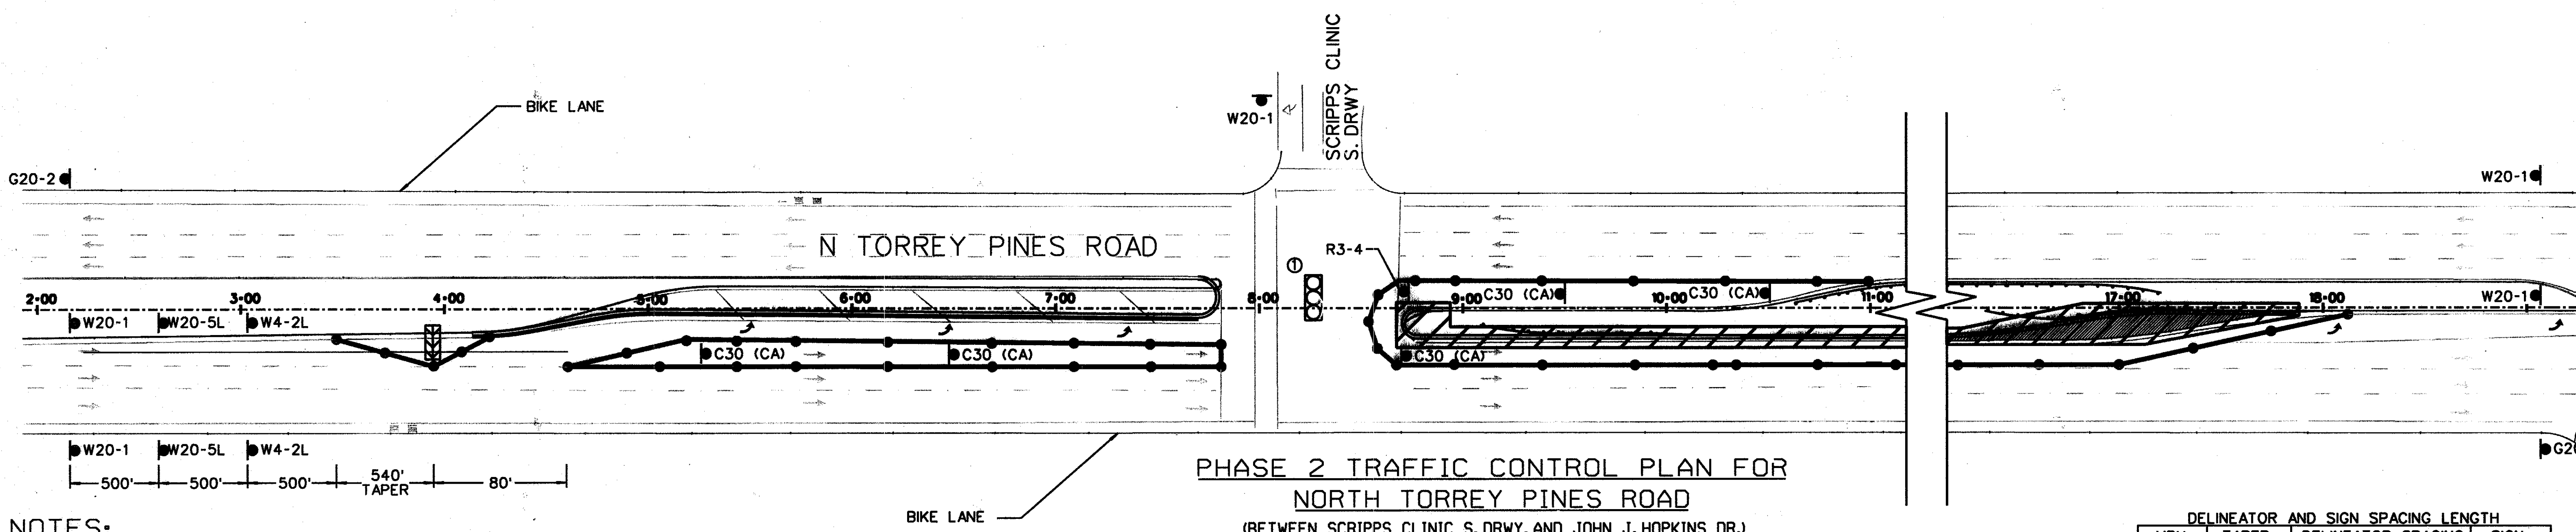 SCRIPPS CLINIC
S. DRWY
BIKE LANE
W20-1
G20-2
W20-1
N TORREY PINES ROAD
R3-4
①
2+00 3+00 4+00 5+00 6+00 7+00 8+00 9+00 10+00 11+00 17+00 18+00
C30 (CA) C30 (CA)
W20-1
W20-1 W20-5L W4-2L
C30 (CA) C30 (CA) C30 (CA)
W20-1 W20-5L W4-2L
500' 500' 500' 540' TAPER 80'
PHASE 2 TRAFFIC CONTROL PLAN FOR
NORTH TORREY PINES ROAD
(BETWEEN SCRIPPS CLINIC S. DRWY. AND JOHN J. HOPKINS DR.)
BIKE LANE
NOTES:
DELINEATOR AND SIGN SPACING LENGTH